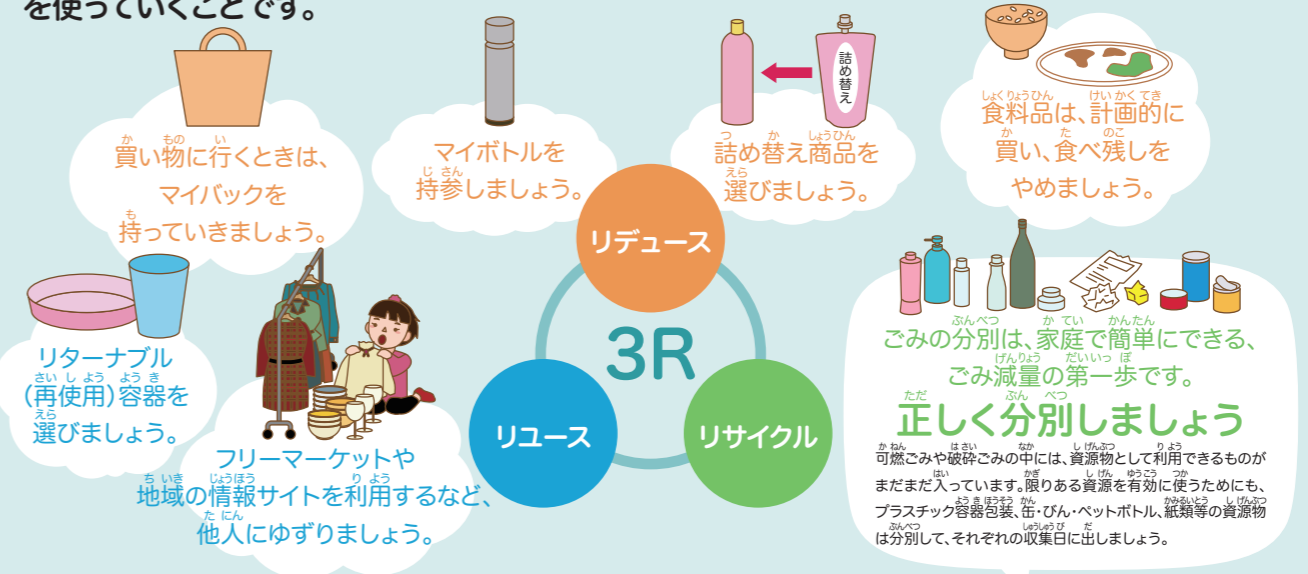 を使っていくことです。
買い物に行くときは、
マイバックを
持っていきましょう。
マイボトルを
持参しましょう。
詰め替え
詰め替え商品を
選びましょう。
食料品は、計画的に
買い、食べ残しを
やめましょう。
リデュース
3R
リユース
リサイクル
リターナブル
(再使用)容器を
選びましょう。
フリーマーケットや
地域の情報サイトを利用するなど、
他人にゆずりましょう。
ごみの分別は、家庭で簡単にできる、
ごみ減量の第一歩です。
正しく分別しましょう
可燃ごみや破砕ごみの中には、資源物として利用できるものが
まだまだ入っています。限りある資源を有効に使うためにも、
プラスチック容器包装、缶・びん・ペットボトル、紙類等の資源物
は分別して、それぞれの収集日に出しましょう。